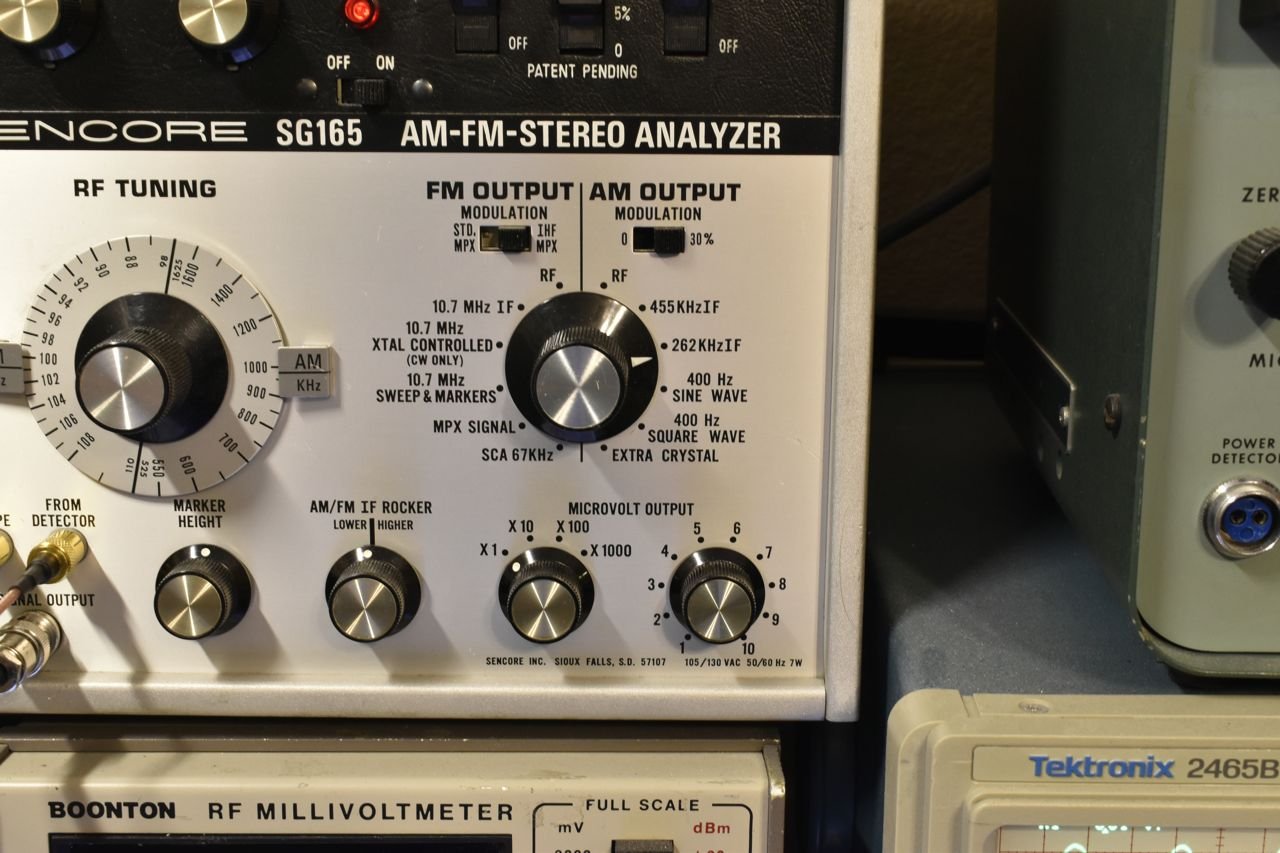 5%
OFF
0
OFF
PATENT PENDING
OFF ON
ENCORE SG165 AM-FM-STEREO ANALYZER
RF TUNING
FM OUTPUT AM OUTPUT
MODULATION MODULATION
STD. MPX IHF MPX
0 30%
RF RF
10.7 MHz IF
455KHzIF
10.7 MHz
XTAL CONTROLLED
(CW ONLY)
262KHzIF
10.7 MHz
SWEEP & MARKERS
400 Hz
SINE WAVE
MPX SIGNAL
400 Hz
SQUARE WAVE
SCA 67KHz
EXTRA CRYSTAL
88 90 92 94 96 98 100 102 104 106 108 110
98 1625 1600 1400 1200 1000 900 800 700 600 550 525
AM
KHz
FROM
DETECTOR
MARKER
HEIGHT
AM/FM IF ROCKER
LOWER HIGHER
MICROVOLT OUTPUT
X1 X10 X100 X1000
1 2 3 4 5 6 7 8 9 10
NAL OUTPUT
SENCORE INC. SIOUX FALLS, S.D. 57107 105/130 VAC 50/60 Hz 7W
BOONTON RF MILLIVOLTMETER
FULL SCALE
mV dBm
ZER
MI
POWER
DETECTO
Tektronix 2465B